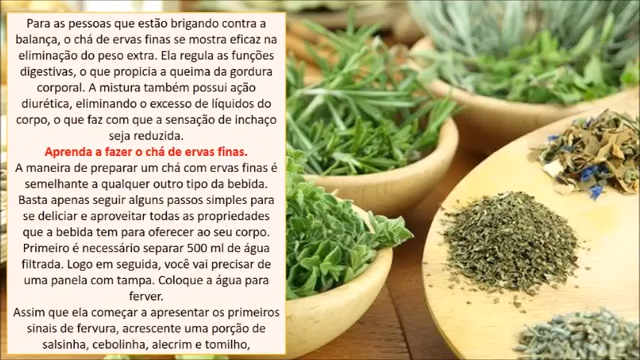 Para as pessoas que estão brigando contra a
balança, o chá de ervas finas se mostra eficaz na
eliminação do peso extra. Ela regula as funções
digestivas, o que propicia a queima da gordura
corporal. A mistura também possui ação
diurética, eliminando o excesso de líquidos do
corpo, o que faz com que a sensação de inchaço
seja reduzida.
Aprenda a fazer o chá de ervas finas.
A maneira de preparar um chá com ervas finas é
semelhante a qualquer outro tipo da bebida.
Basta apenas seguir alguns passos simples para
se deliciar e aproveitar todas as propriedades
que a bebida tem para oferecer ao seu corpo.
Primeiro é necessário separar 500 ml de água
filtrada. Logo em seguida, você vai precisar de
uma panela com tampa. Coloque a água para
ferver.
Assim que ela começar a apresentar os primeiros
sinais de fervura, acrescente uma porção de
salsinha, cebolinha, alecrim e tomilho,